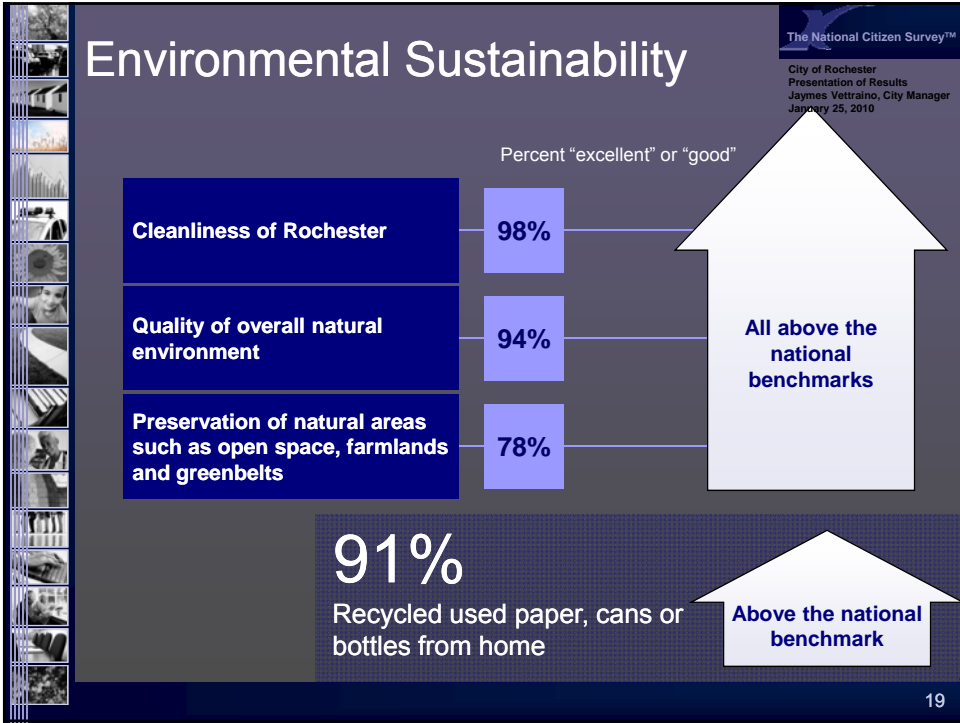 Environmental Sustainability
The National Citizen Survey™
City of Rochester
Presentation of Results
Jaymes Vettraino, City Manager
January 25, 2010
Percent “excellent” or “good”
Cleanliness of Rochester
98%
Quality of overall natural
environment
94%
Preservation of natural areas
such as open space, farmlands
and greenbelts
78%
All above the
national
benchmarks
91%
Recycled used paper, cans or
bottles from home
Above the national
benchmark
19